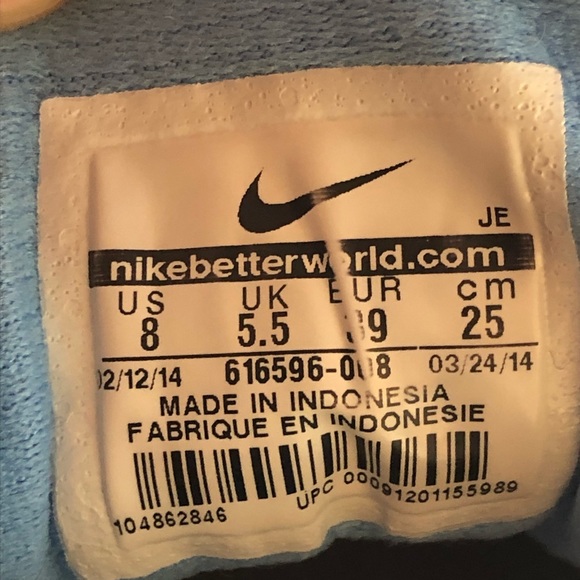 JE
nikebetterworld.com
US UK EUR cm
8 5.5 39 25
02/12/14 616596-008 03/24/14
MADE IN INDONESIA
FABRIQUE EN INDONESIE
UPC 00091201155989
104862846